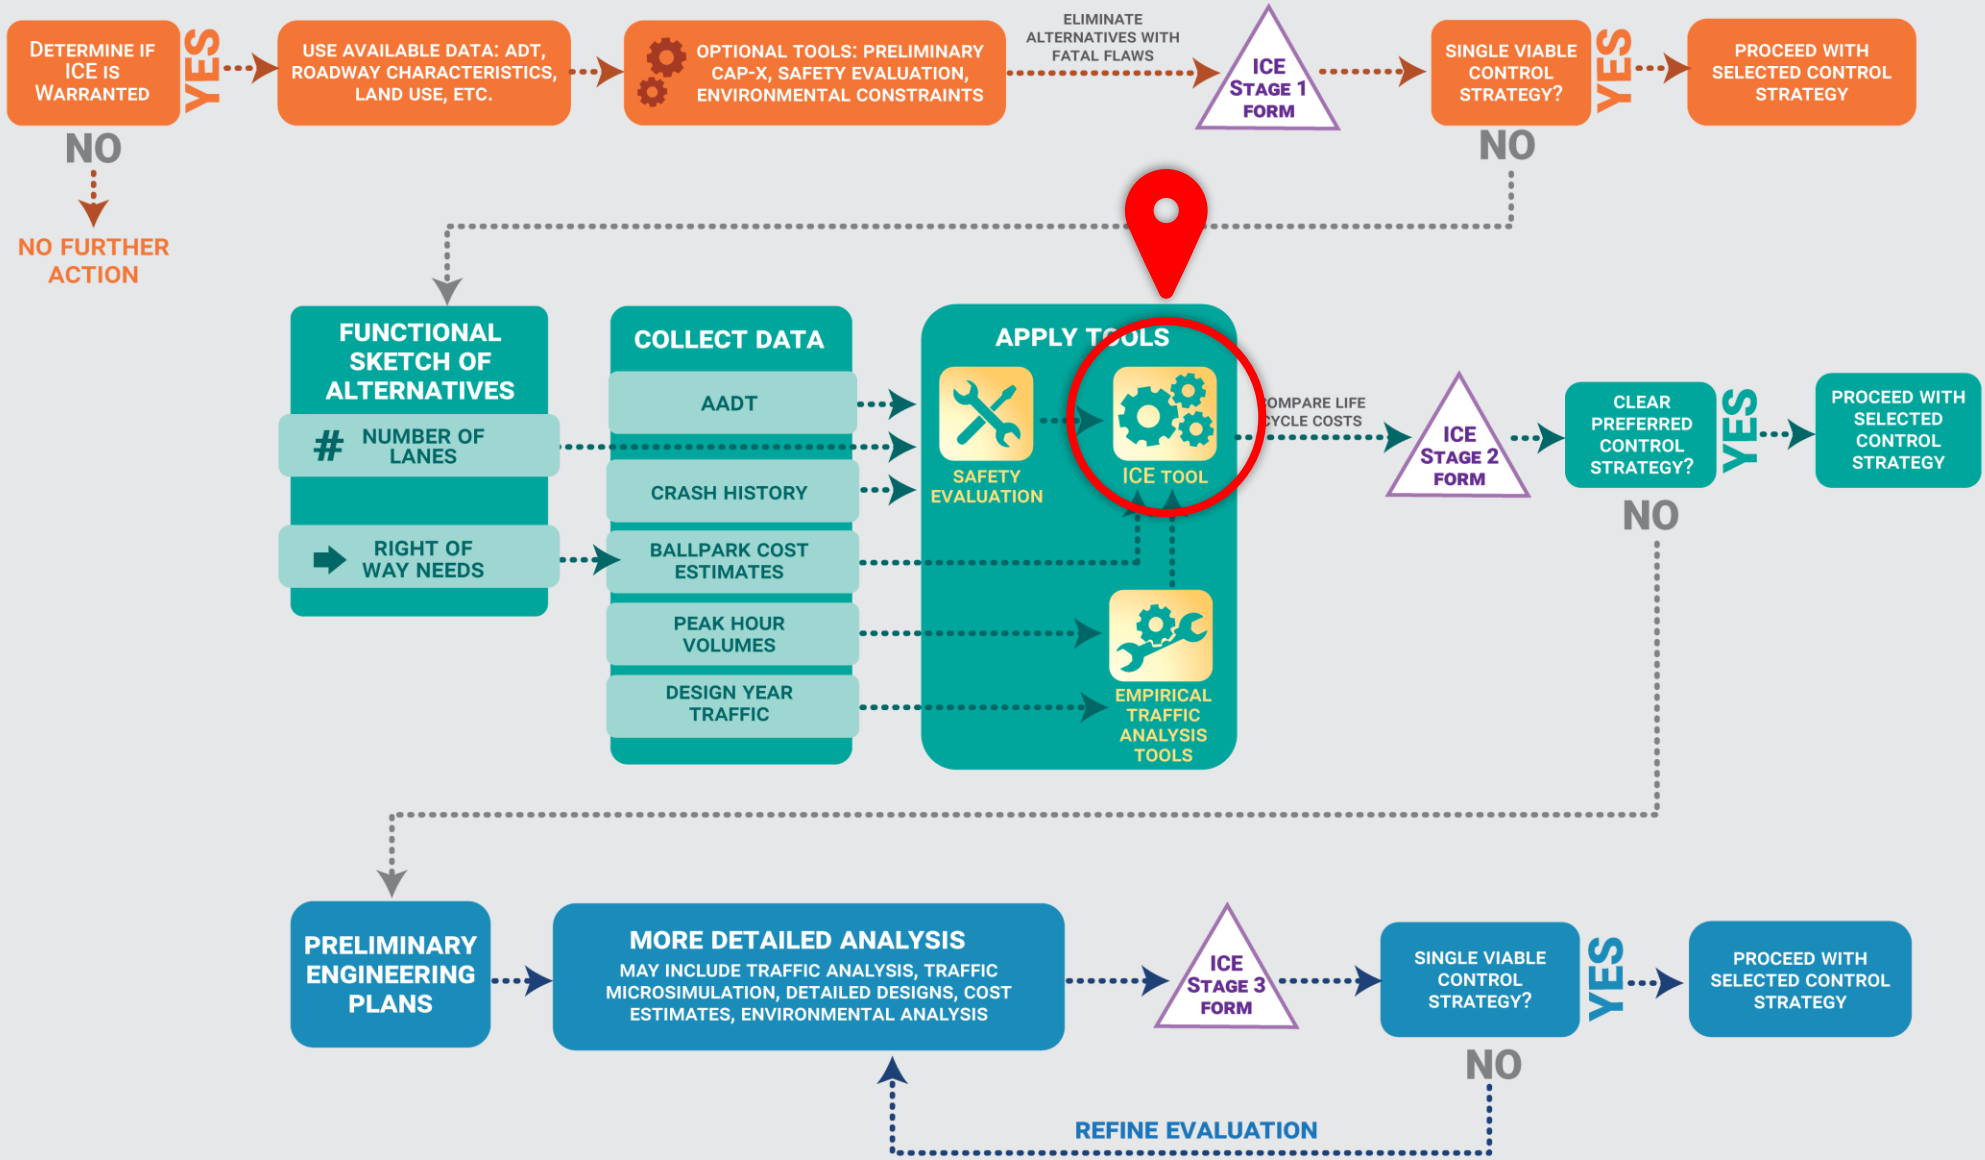 DETERMINE IF
ICE IS
WARRANTED
YES
USE AVAILABLE DATA: ADT,
ROADWAY CHARACTERISTICS,
LAND USE, ETC.
OPTIONAL TOOLS: PRELIMINARY
CAP-X, SAFETY EVALUATION,
ENVIRONMENTAL CONSTRAINTS
ELIMINATE
ALTERNATIVES WITH
FATAL FLAWS
ICE
STAGE 1
FORM
SINGLE VIABLE
CONTROL
STRATEGY?
YES
PROCEED WITH
SELECTED CONTROL
STRATEGY
NO
NO FURTHER
ACTION
NO
FUNCTIONAL
SKETCH OF
ALTERNATIVES
# NUMBER OF
LANES
RIGHT OF
WAY NEEDS
COLLECT DATA
AADT
CRASH HISTORY
BALLPARK COST
ESTIMATES
PEAK HOUR
VOLUMES
DESIGN YEAR
TRAFFIC
APPLY TOOLS
SAFETY
EVALUATION
ICE TOOL
EMPIRICAL
TRAFFIC
ANALYSIS
TOOLS
COMPARE LIFE
CYCLE COSTS
ICE
STAGE 2
FORM
CLEAR
PREFERRED
CONTROL
STRATEGY?
YES
PROCEED WITH
SELECTED
CONTROL
STRATEGY
NO
PRELIMINARY
ENGINEERING
PLANS
MORE DETAILED ANALYSIS
MAY INCLUDE TRAFFIC ANALYSIS, TRAFFIC
MICROSIMULATION, DETAILED DESIGNS, COST
ESTIMATES, ENVIRONMENTAL ANALYSIS
ICE
STAGE 3
FORM
SINGLE VIABLE
CONTROL
STRATEGY?
YES
PROCEED WITH
SELECTED CONTROL
STRATEGY
NO
REFINE EVALUATION